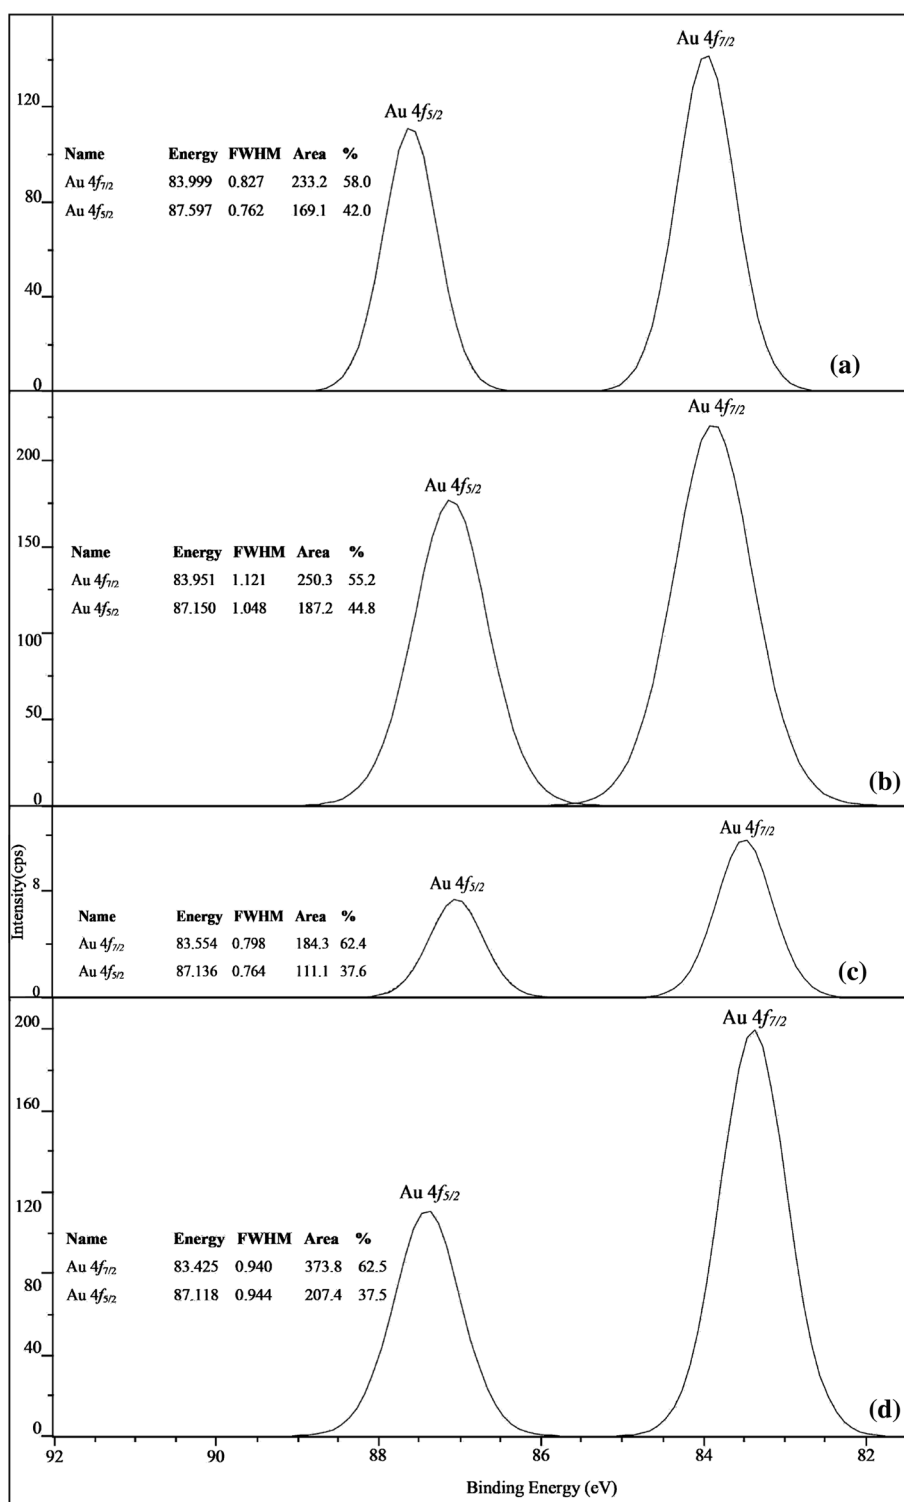 Au 4f7/2
120
Au 4f5/2
Name Energy FWHM Area %
Au 4f7/2 83.999 0.827 233.2 58.0
80
Au 4f5/2 87.597 0.762 169.1 42.0
40
(a)
0
Au 4f7/2
200
Au 4f5/2
150
Name Energy FWHM Area %
Au 4f7/2 83.951 1.121 250.3 55.2
Au 4f5/2 87.150 1.048 187.2 44.8
100
50
(b)
0
Au 4f7/2
Intensity(cps)
8
Au 4f5/2
Name Energy FWHM Area %
Au 4f7/2 83.554 0.798 184.3 62.4
Au 4f5/2 87.136 0.764 111.1 37.6
(c)
0
Au 4f7/2
200
160
Au 4f5/2
120
Name Energy FWHM Area %
Au 4f7/2 83.425 0.940 373.8 62.5
80
Au 4f5/2 87.118 0.944 207.4 37.5
40
(d)
0
92 90 88 86 84 82
Binding Energy (eV)